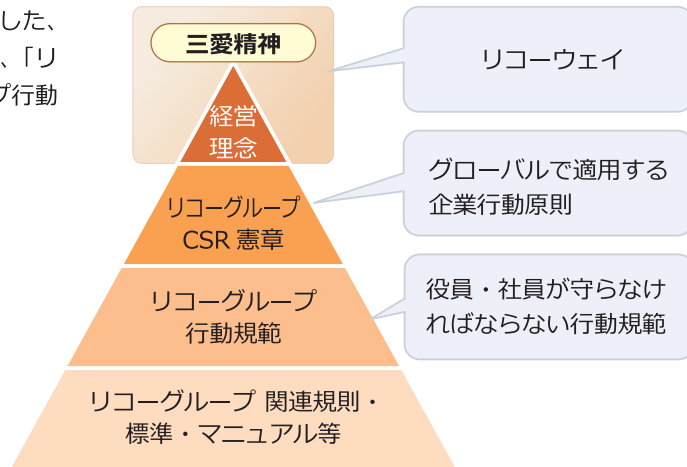 した、
、「リ
プ行動
三愛精神
経営
理念
リコーグループ
CSR 憲章
リコーグループ
行動規範
リコーグループ 関連規則・
標準・マニュアル等
リコーウェイ
グローバルで適用する
企業行動原則
役員・社員が守らなけ
ればならない行動規範